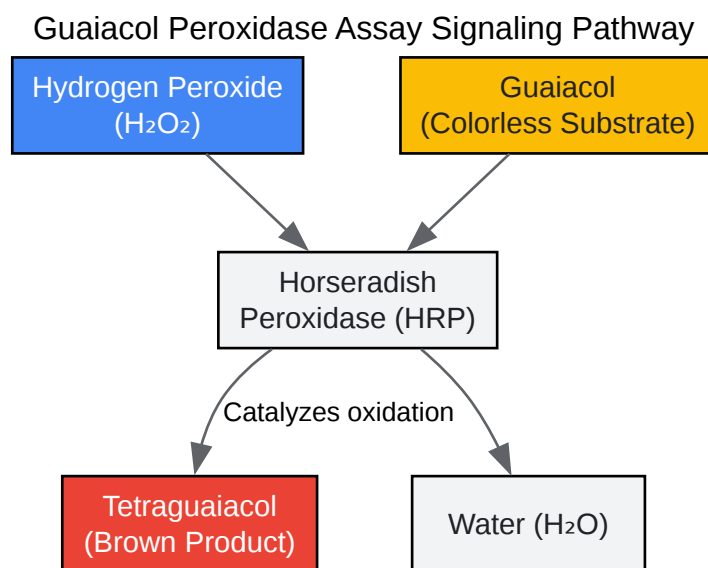 Guaiacol Peroxidase Assay Signaling Pathway
Hydrogen Peroxide
(H₂O₂)
Guaiacol
(Colorless Substrate)
Horseradish
Peroxidase (HRP)
Catalyzes oxidation
Tetraguaiacol
(Brown Product)
Water (H₂O)